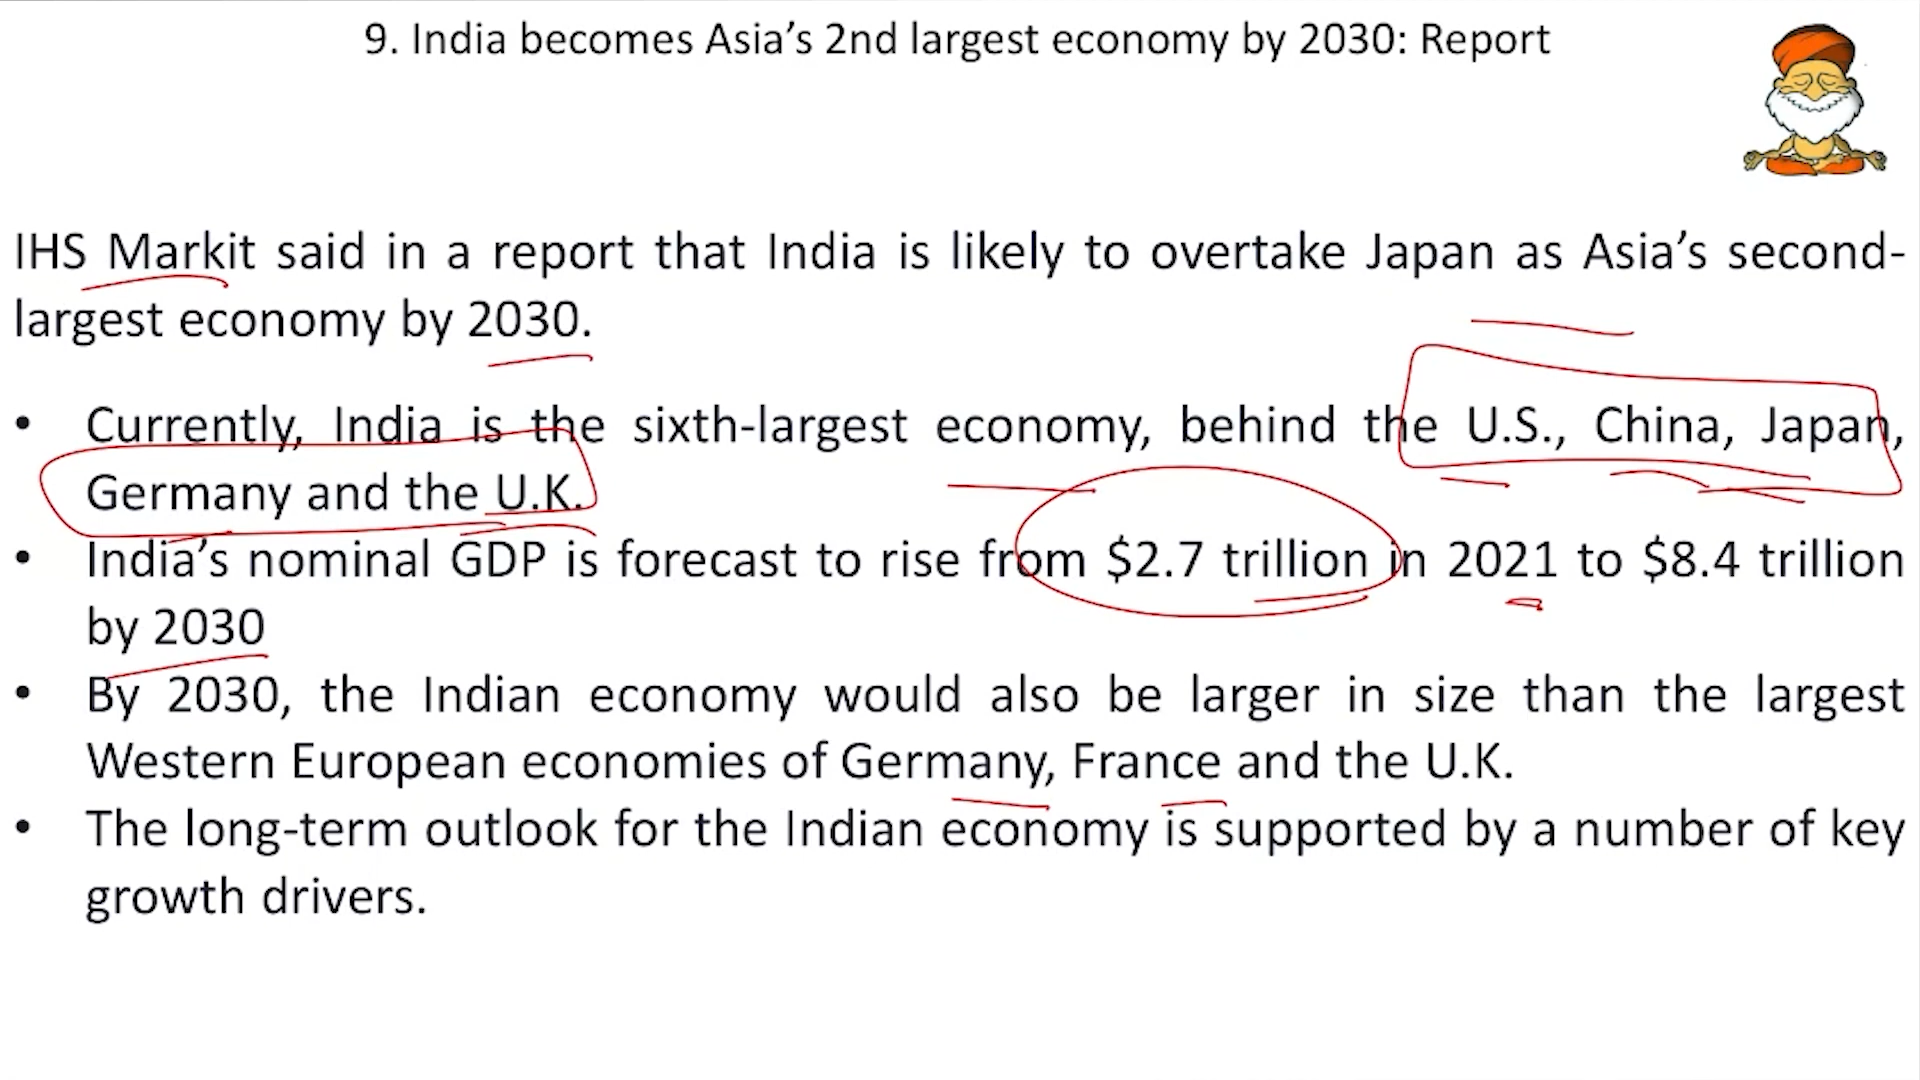 9. India becomes Asia’s 2nd largest economy by 2030: Report
IHS Markit said in a report that India is likely to overtake Japan as Asia’s second-
largest economy by 2030.
• Currently, India is the sixth-largest economy, behind the U.S., China, Japan,
Germany and the U.K.
• India’s nominal GDP is forecast to rise from $2.7 trillion in 2021 to $8.4 trillion
by 2030
• By 2030, the Indian economy would also be larger in size than the largest
Western European economies of Germany, France and the U.K.
• The long-term outlook for the Indian economy is supported by a number of key
growth drivers.